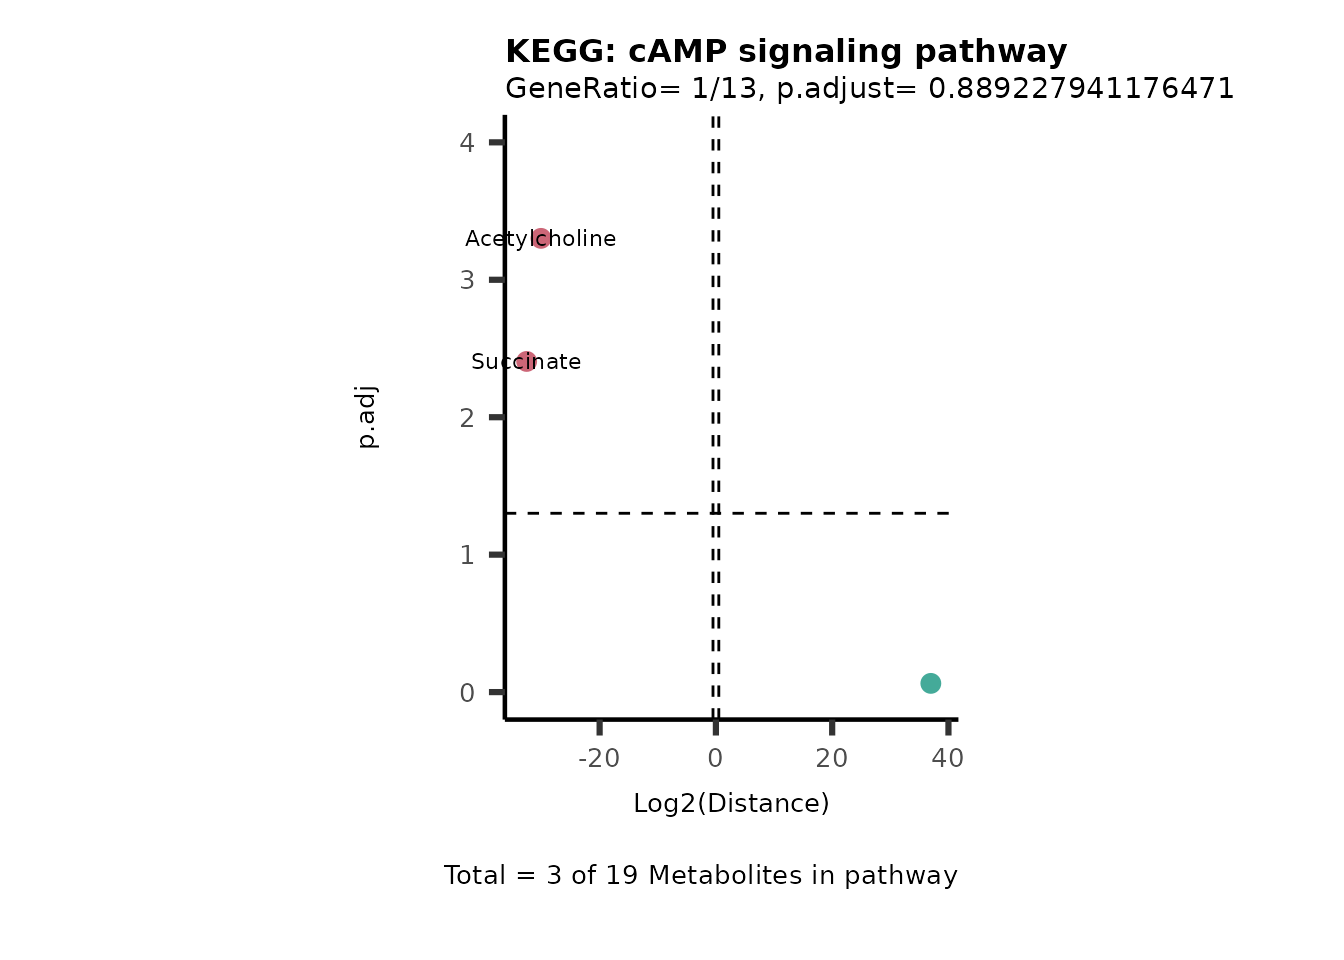 KEGG: cAMP signaling pathway
GeneRatio= 1/13, p.adjust= 0.889227941176471
4
Acetylcholine
3
Succinate
2
p.adj
1
0
-20 0 20 40
Log2(Distance)
Total = 3 of 19 Metabolites in pathway